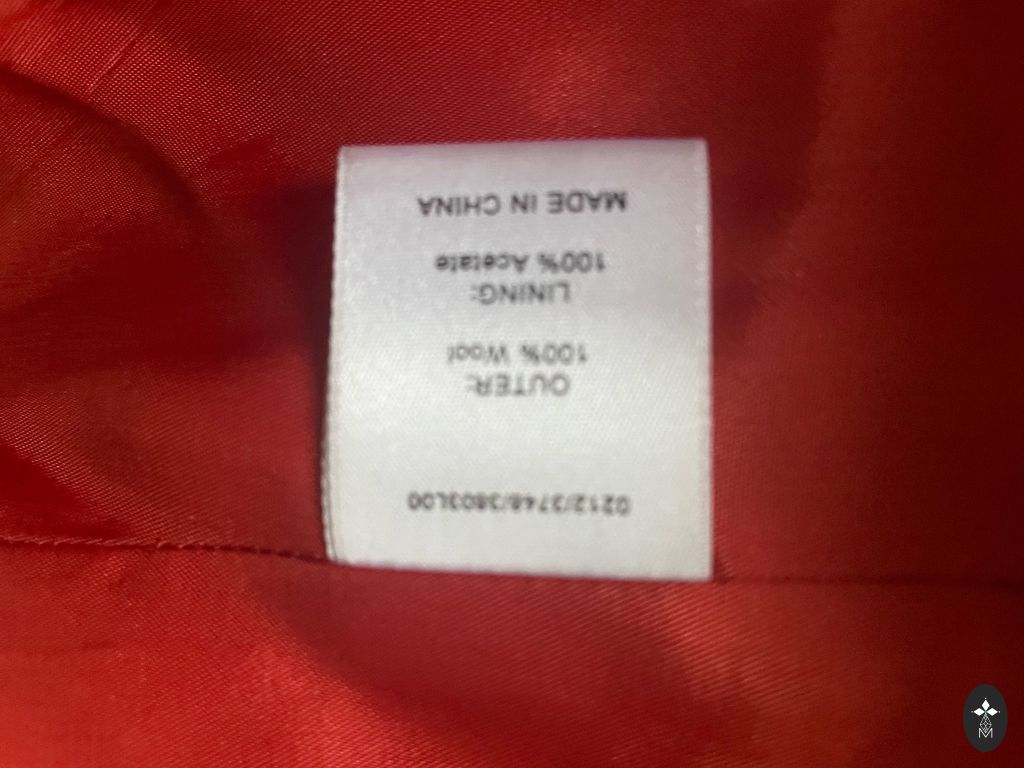 0212/3748/3803L00
OUTER:
100% Wool
LINING:
100% Acetate
MADE IN CHINA
M